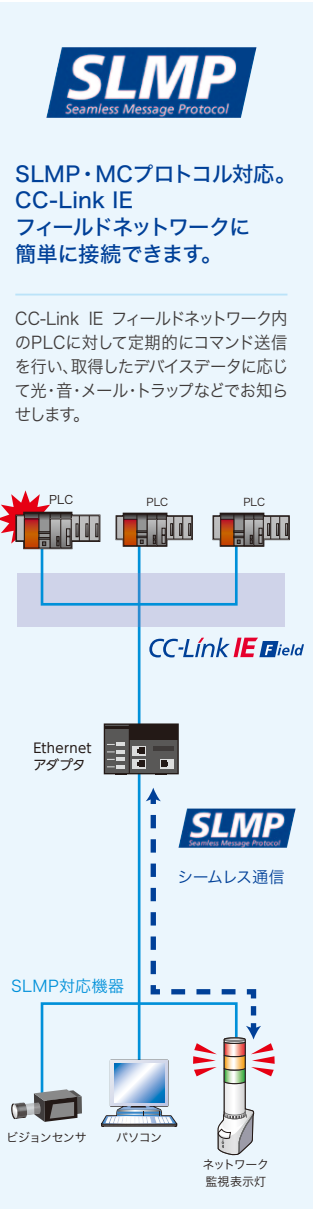 SLMP
Seamless Message Protocol
SLMP・MCプロトコル対応。
CC-Link IE
フィールドネットワークに
簡単に接続できます。
CC-Link IE フィールドネットワーク内
のPLCに対して定期的にコマンド送信
を行い、取得したデバイスデータに応じ
て光・音・メール・トラップなどでお知ら
せします。
PLC
PLC
PLC
CC-Link IE Field
Ethernet
アダプタ
SLMP
Seamless Message Protocol
シームレス通信
SLMP対応機器
ビジョンセンサ
パソコン
ネットワーク
監視表示灯